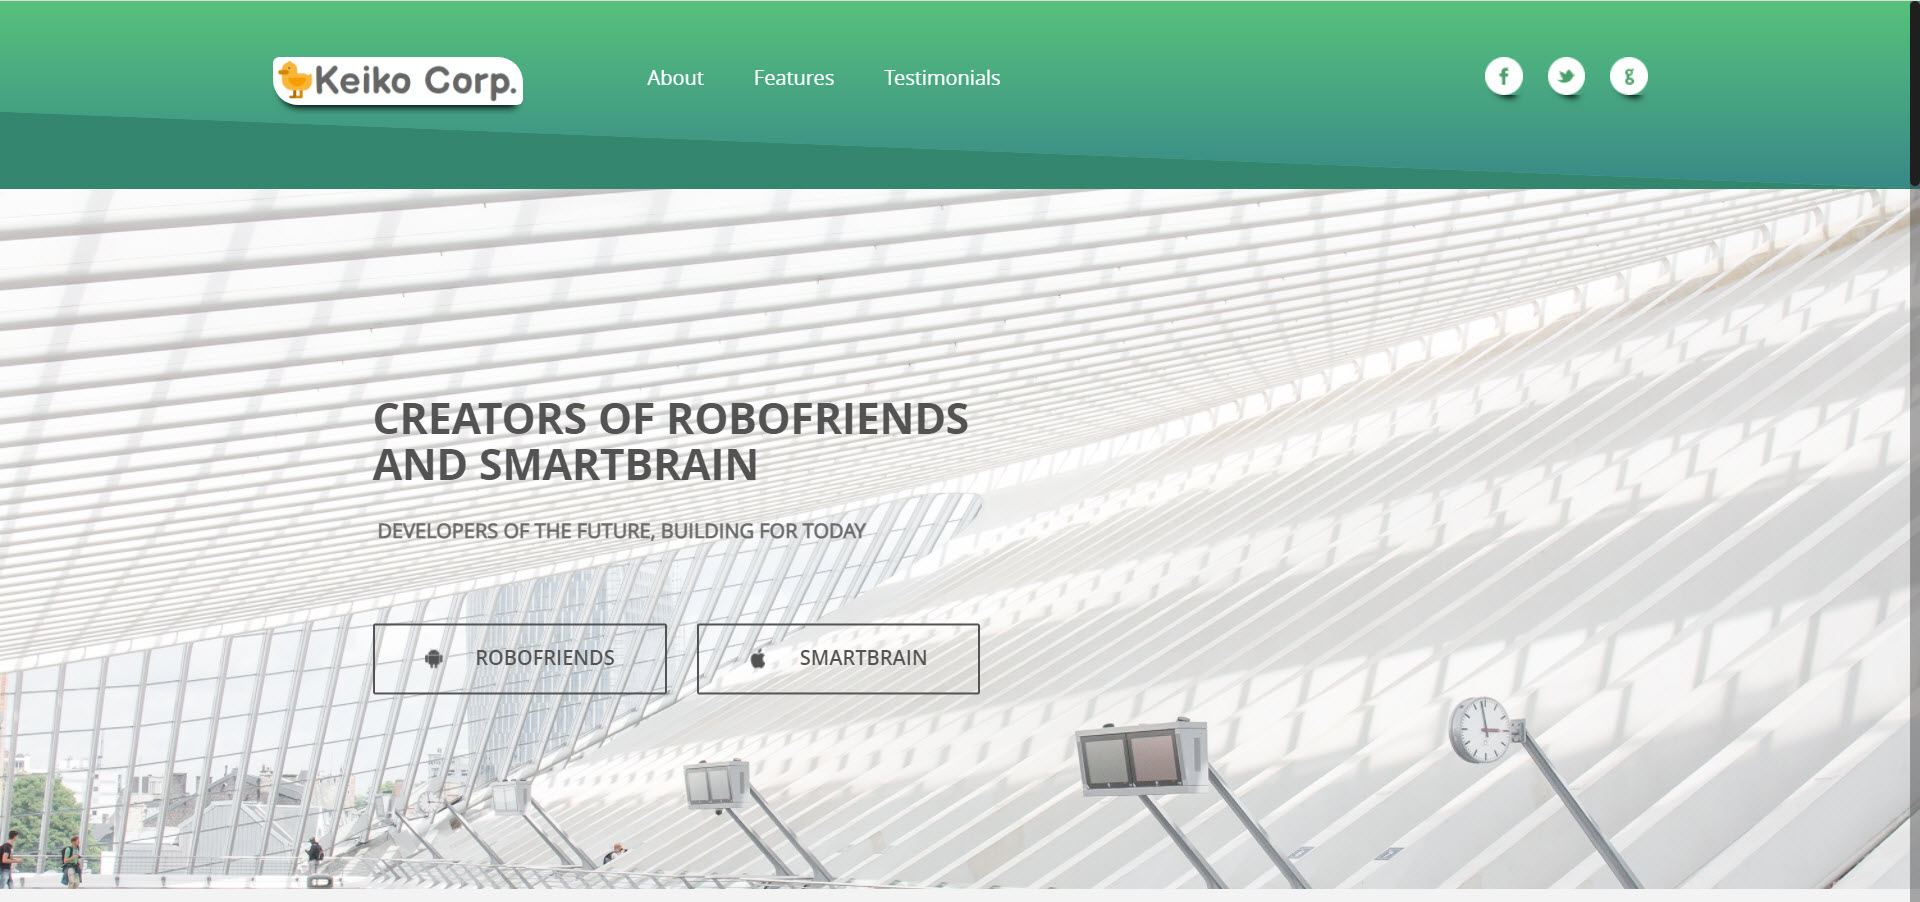 Keiko Corp.
About
Features
Testimonials
f
g
CREATORS OF ROBOFRIENDS
AND SMARTBRAIN
DEVELOPERS OF THE FUTURE, BUILDING FOR TODAY
ROBOFRIENDS
SMARTBRAIN